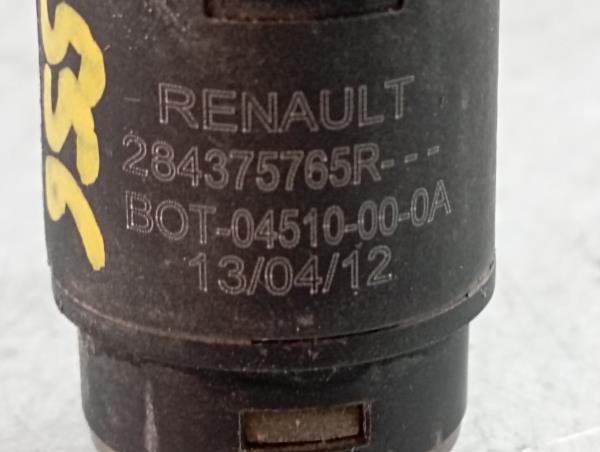 RENAULT
284375765R---
BOT-04510-00-0A
13/04/12